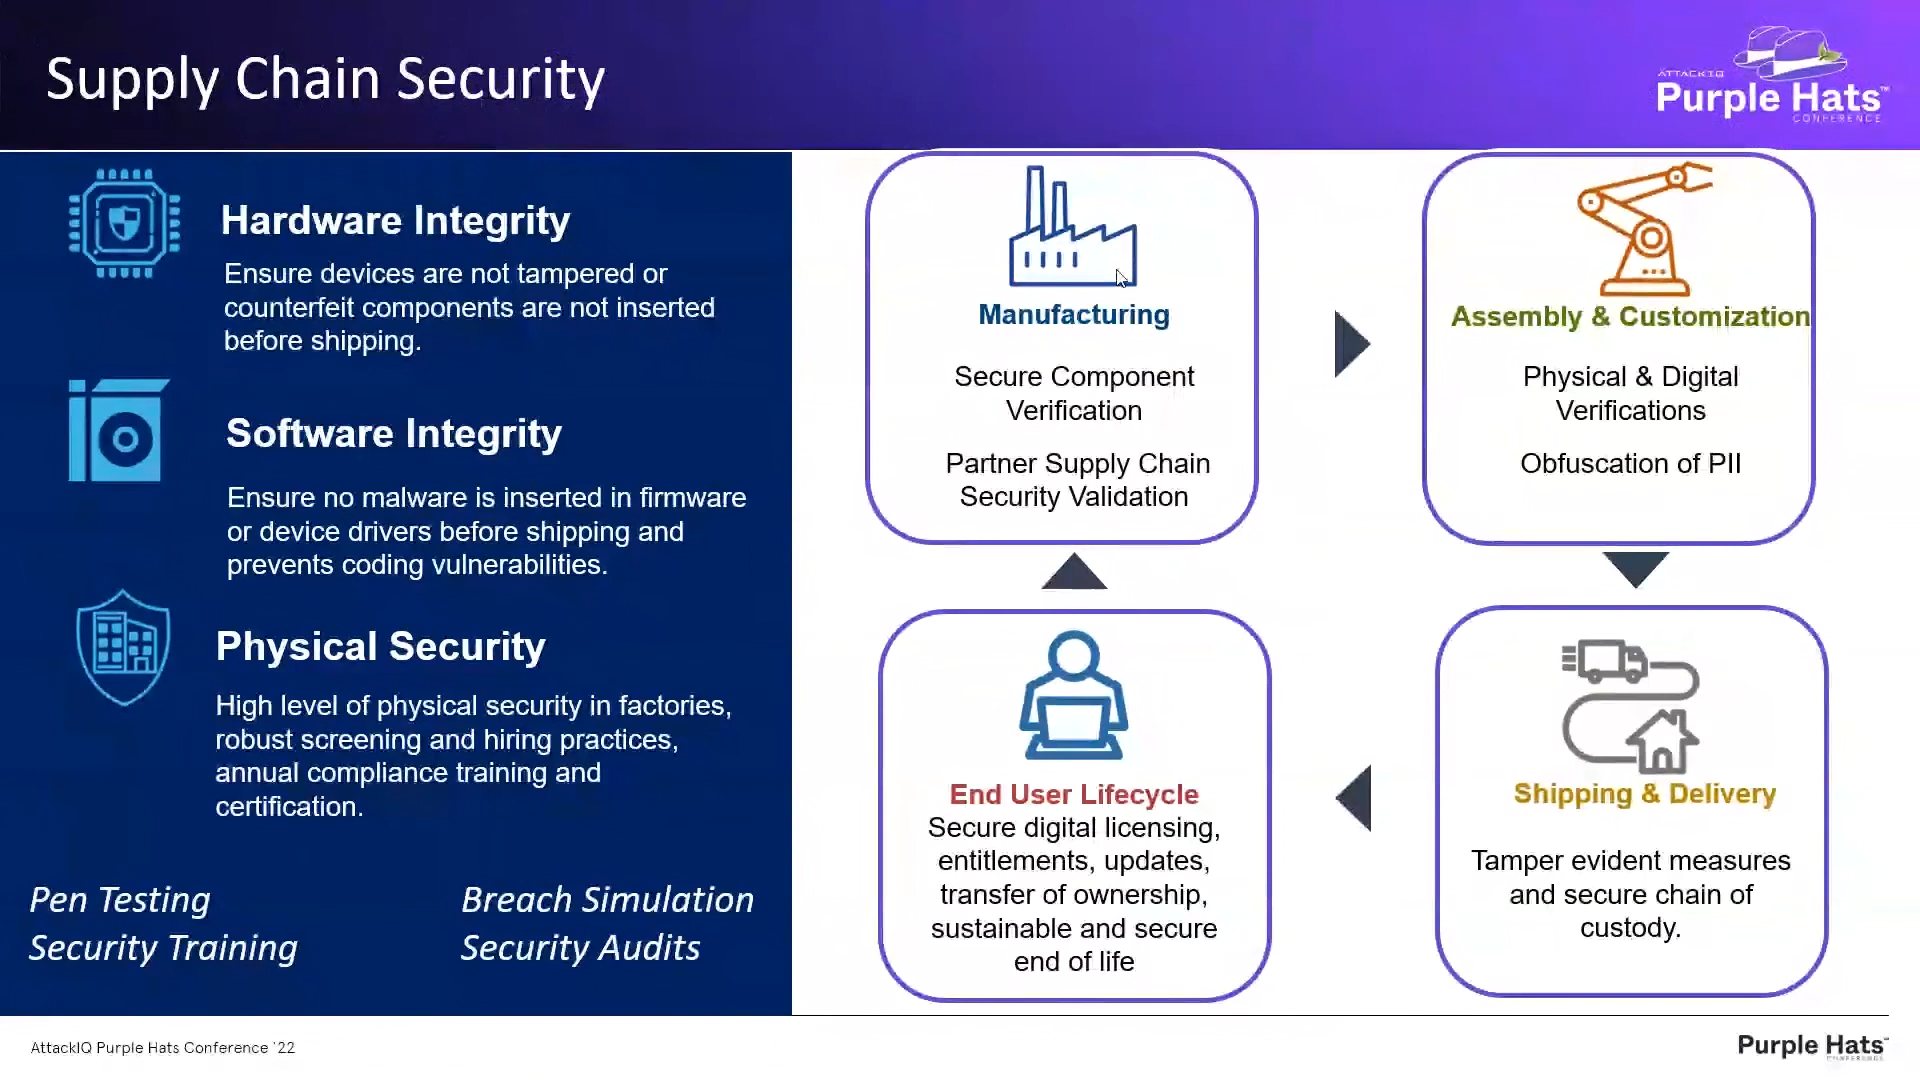 Supply Chain Security
ATTACKIQ
Purple Hats™
CONFERENCE
Hardware Integrity
Ensure devices are not tampered or
counterfeit components are not inserted
before shipping.
Software Integrity
Ensure no malware is inserted in firmware
or device drivers before shipping and
prevents coding vulnerabilities.
Physical Security
High level of physical security in factories,
robust screening and hiring practices,
annual compliance training and
certification.
Pen Testing
Security Training
Breach Simulation
Security Audits
Manufacturing
Secure Component
Verification
Partner Supply Chain
Security Validation
Assembly & Customization
Physical & Digital
Verifications
Obfuscation of PII
End User Lifecycle
Secure digital licensing,
entitlements, updates,
transfer of ownership,
sustainable and secure
end of life
Shipping & Delivery
Tamper evident measures
and secure chain of
custody.
AttackIQ Purple Hats Conference `22
Purple Hats™
CONFERENCE